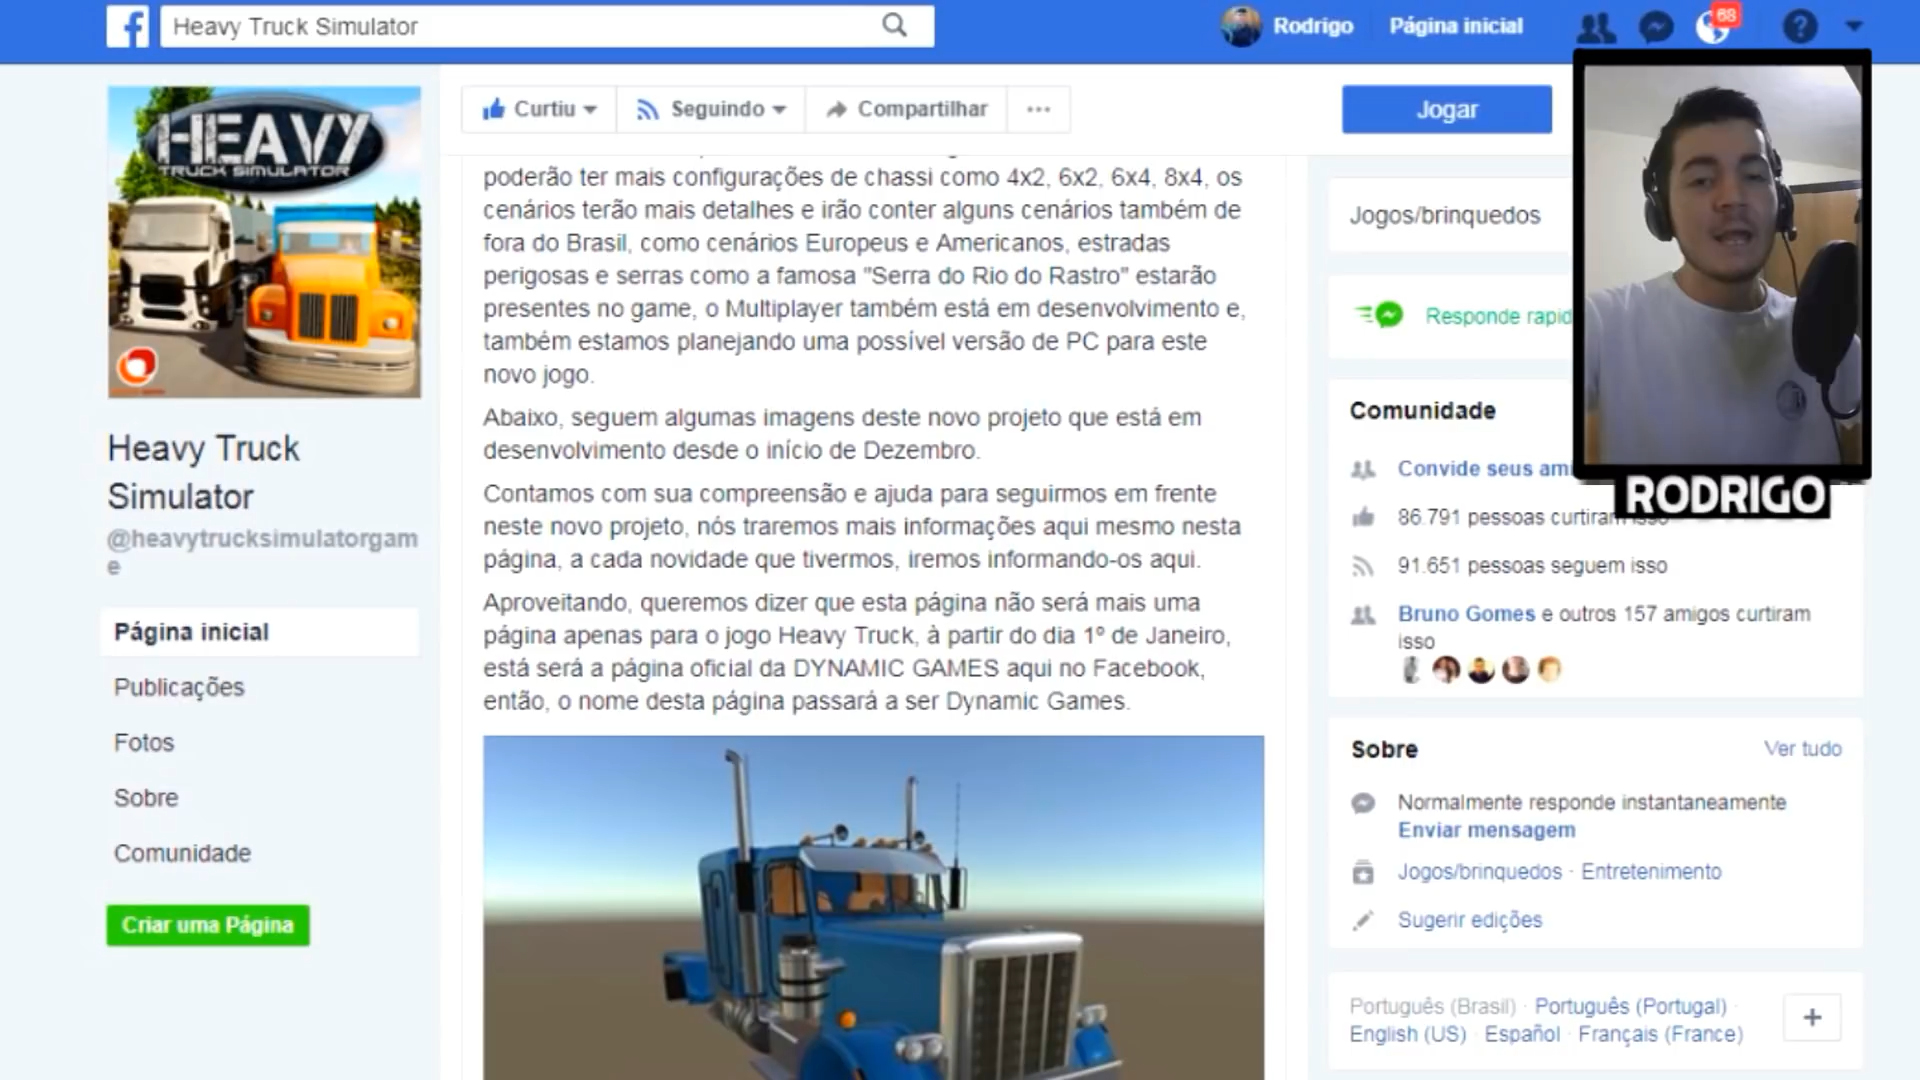 Heavy Truck Simulator
Rodrigo
Página inicial
68
HEAVY
TRUCK SIMULATOR
Curtiu
Seguindo
Compartilhar
Jogar
Heavy Truck
Simulator
@heavytrucksimulatorgam
e
Página inicial
Publicações
Fotos
Sobre
Comunidade
Criar uma Página
poderão ter mais configurações de chassi como 4x2, 6x2, 6x4, 8x4, os
cenários terão mais detalhes e irão conter alguns cenários também de
fora do Brasil, como cenários Europeus e Americanos, estradas
perigosas e serras como a famosa "Serra do Rio do Rastro" estarão
presentes no game, o Multiplayer também está em desenvolvimento e,
também estamos planejando uma possível versão de PC para este
novo jogo.
Abaixo, seguem algumas imagens deste novo projeto que está em
desenvolvimento desde o início de Dezembro.
Contamos com sua compreensão e ajuda para seguirmos em frente
neste novo projeto, nós traremos mais informações aqui mesmo nesta
página, a cada novidade que tivermos, iremos informando-os aqui.
Aproveitando, queremos dizer que esta página não será mais uma
página apenas para o jogo Heavy Truck, à partir do dia 1º de Janeiro,
está será a página oficial da DYNAMIC GAMES aqui no Facebook,
então, o nome desta página passará a ser Dynamic Games.
Jogos/brinquedos
Responde rapid
Comunidade
Convide seus ami
RODRIGO
86.791 pessoas curtiram isso
91.651 pessoas seguem isso
Bruno Gomes e outros 157 amigos curtiram
isso
Sobre
Ver tudo
Normalmente responde instantaneamente
Enviar mensagem
Jogos/brinquedos · Entretenimento
Sugerir edições
Português (Brasil) · Português (Portugal) ·
English (US) · Español · Français (France)